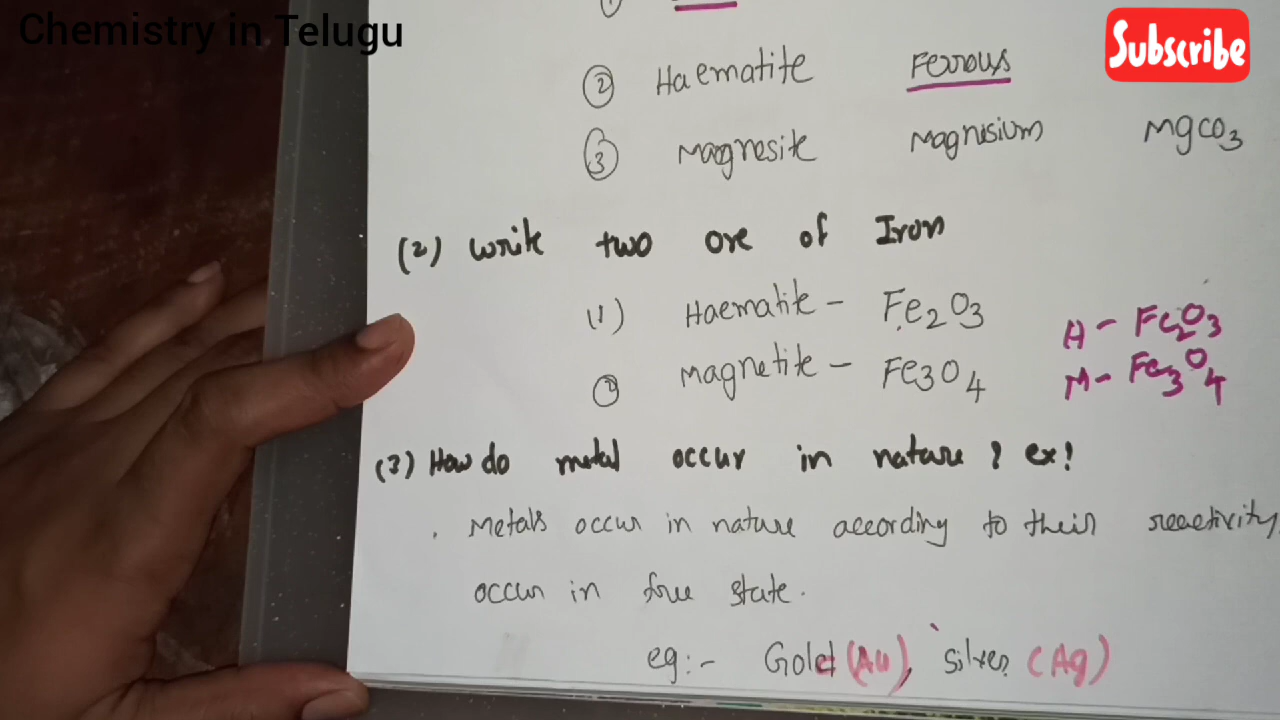 Chemistry in Telugu
Subscribe
①
② Haematite Ferrous
③ Magnesite Magnisium MgCO3
(2) Write two ore of Iron
(1) Haematite - Fe2O3
② Magnetite - Fe3O4
H - Fe2O3
M - Fe3O4
(3) How do metal occur in nature? ex!
. Metals occur in nature according to their reactivity
occur in free state.
eg:- Gold (Au), Silver (Ag)